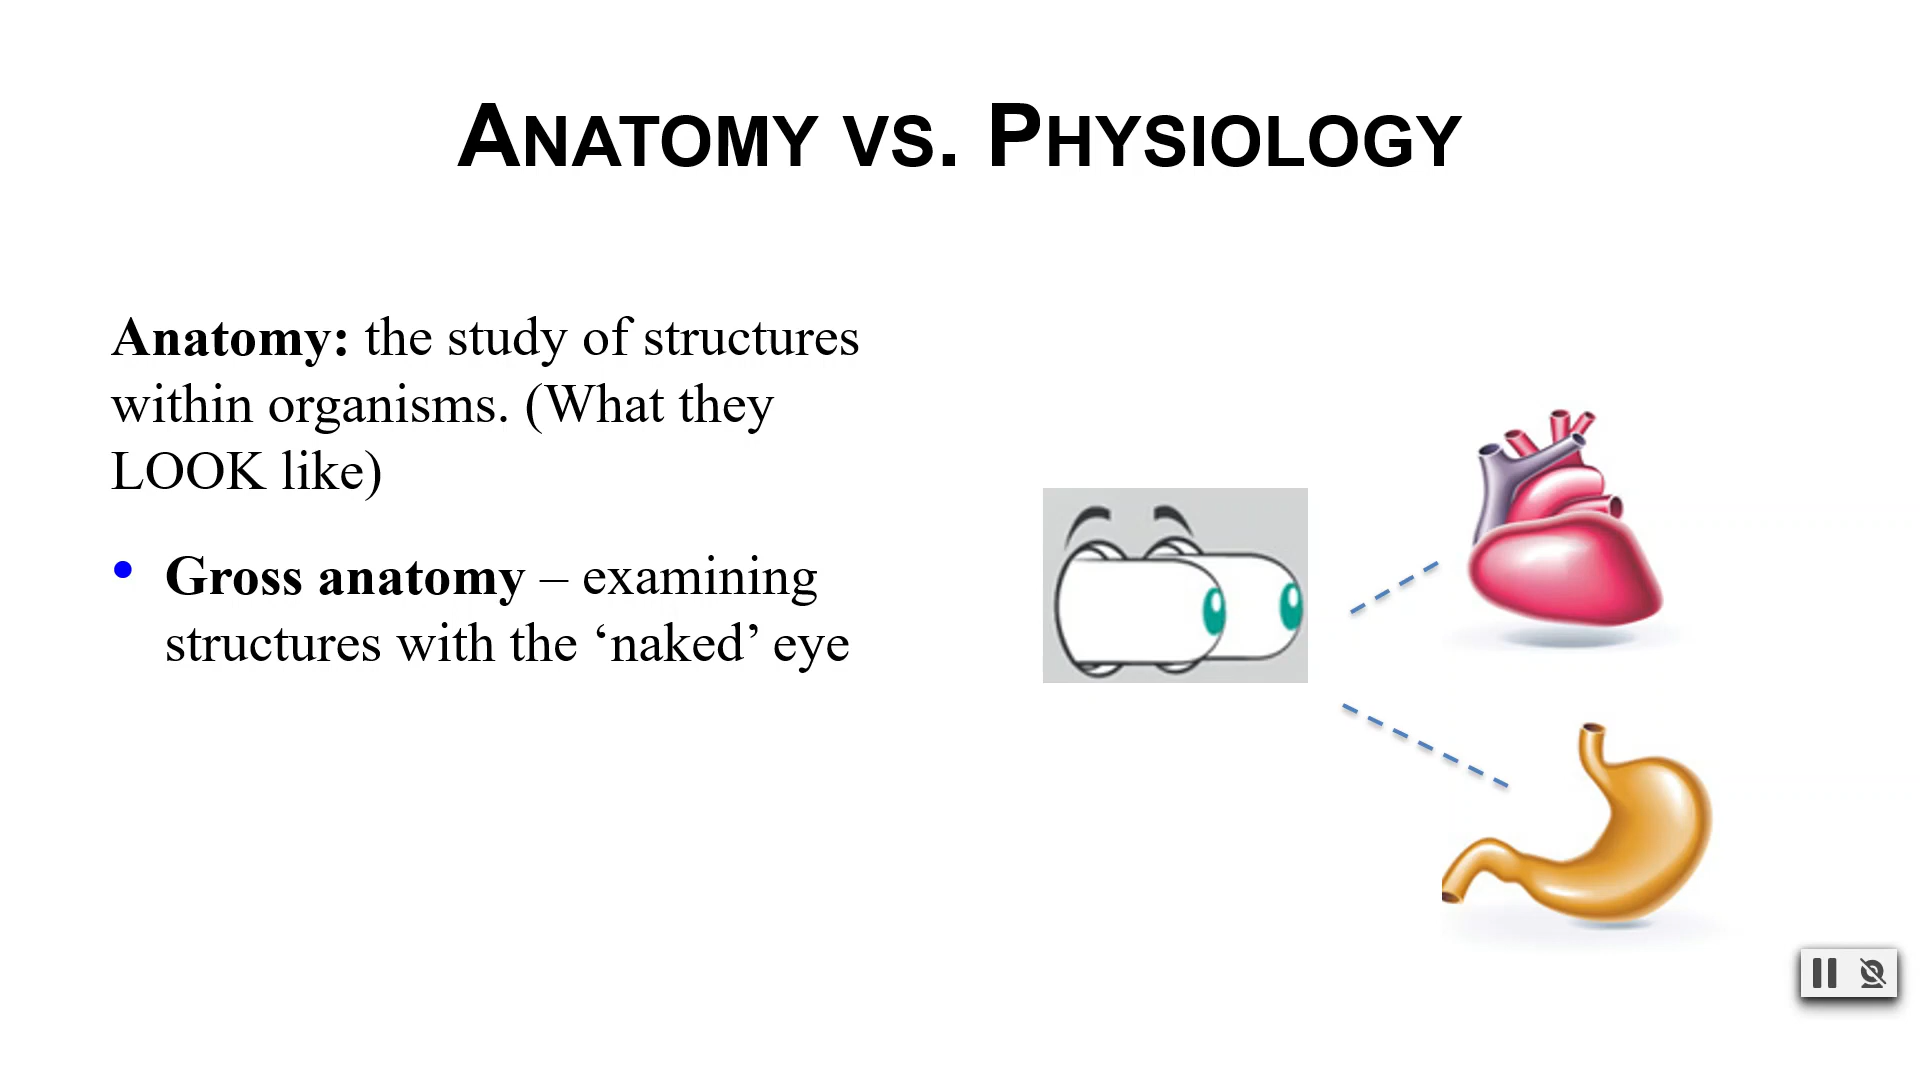 ANATOMY VS. PHYSIOLOGY
Anatomy: the study of structures
within organisms. (What they
LOOK like)
• Gross anatomy – examining
structures with the ‘naked’ eye